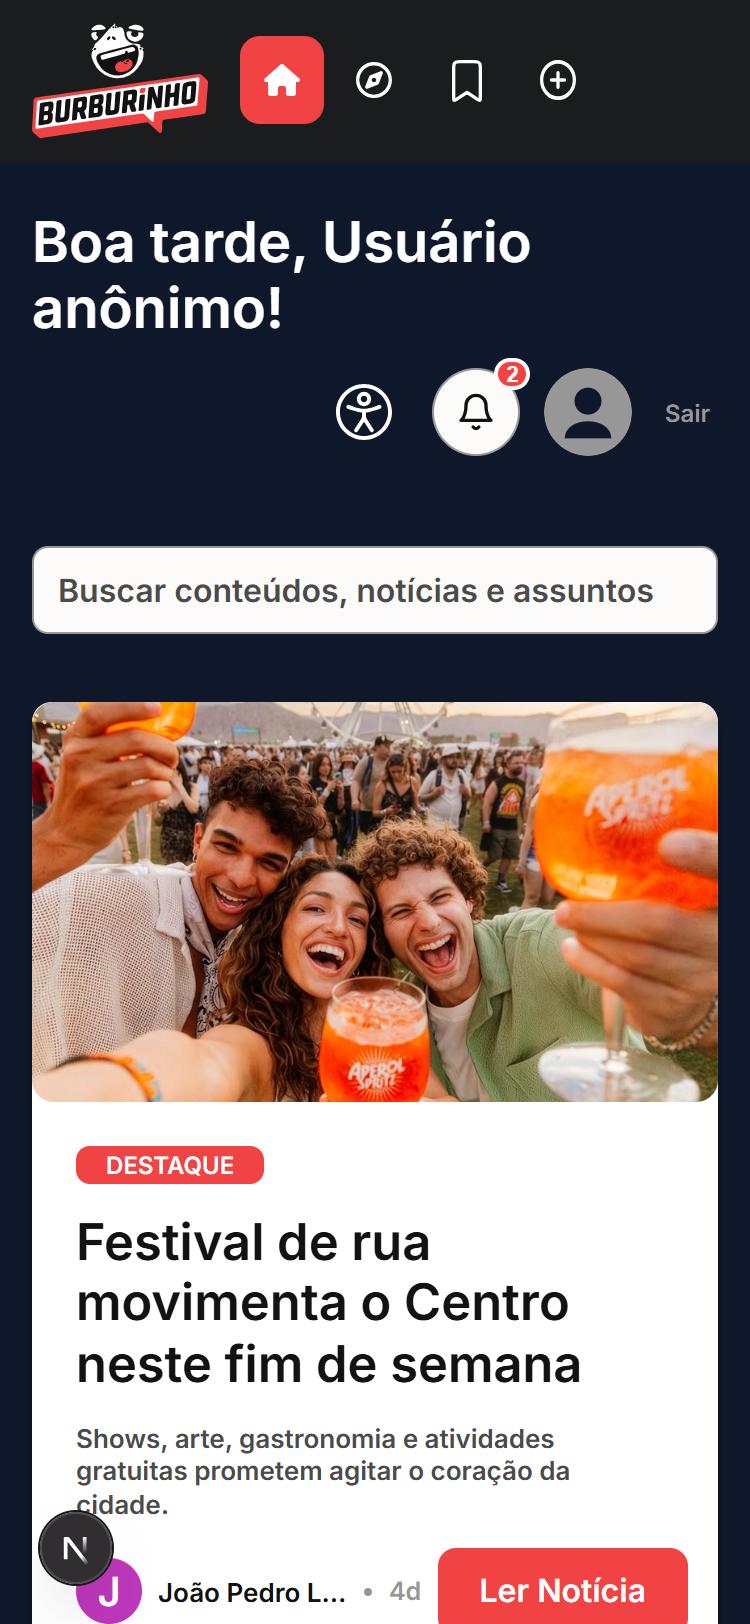 BURBURiNHO
Boa tarde, Usuário
anônimo!
2
Sair
Buscar conteúdos, notícias e assuntos
APEROL
SPRITZ
APEROL
SPRITZ
DESTAQUE
Festival de rua
movimenta o Centro
neste fim de semana
Shows, arte, gastronomia e atividades
gratuitas prometem agitar o coração da
cidade.
N
J
João Pedro L... • 4d
Ler Notícia